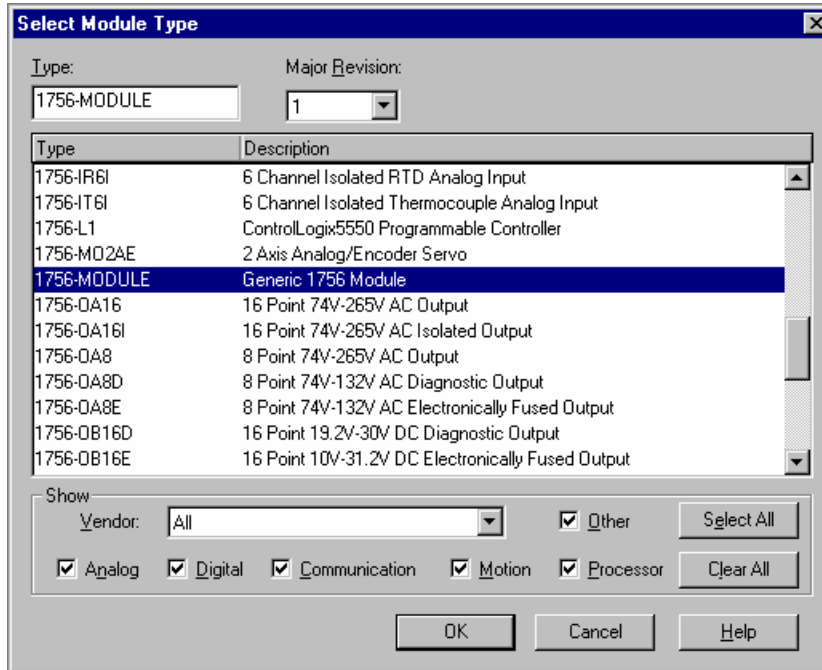 Select Module Type
Type: Major Revision:
1756-MODULE 1
Type Description
1756-IR6I 6 Channel Isolated RTD Analog Input
1756-IT6I 6 Channel Isolated Thermocouple Analog Input
1756-L1 ControlLogix5550 Programmable Controller
1756-M02AE 2 Axis Analog/Encoder Servo
1756-MODULE Generic 1756 Module
1756-OA16 16 Point 74V-265V AC Output
1756-OA16I 16 Point 74V-265V AC Isolated Output
1756-OA8 8 Point 74V-265V AC Output
1756-OA8D 8 Point 74V-132V AC Diagnostic Output
1756-OA8E 8 Point 74V-132V AC Electronically Fused Output
1756-OB16D 16 Point 19.2V-30V DC Diagnostic Output
1756-OB16E 16 Point 10V-31.2V DC Electronically Fused Output
Show
Vendor: All Other Select All
Analog Digital Communication Motion Processor Clear All
OK Cancel Help